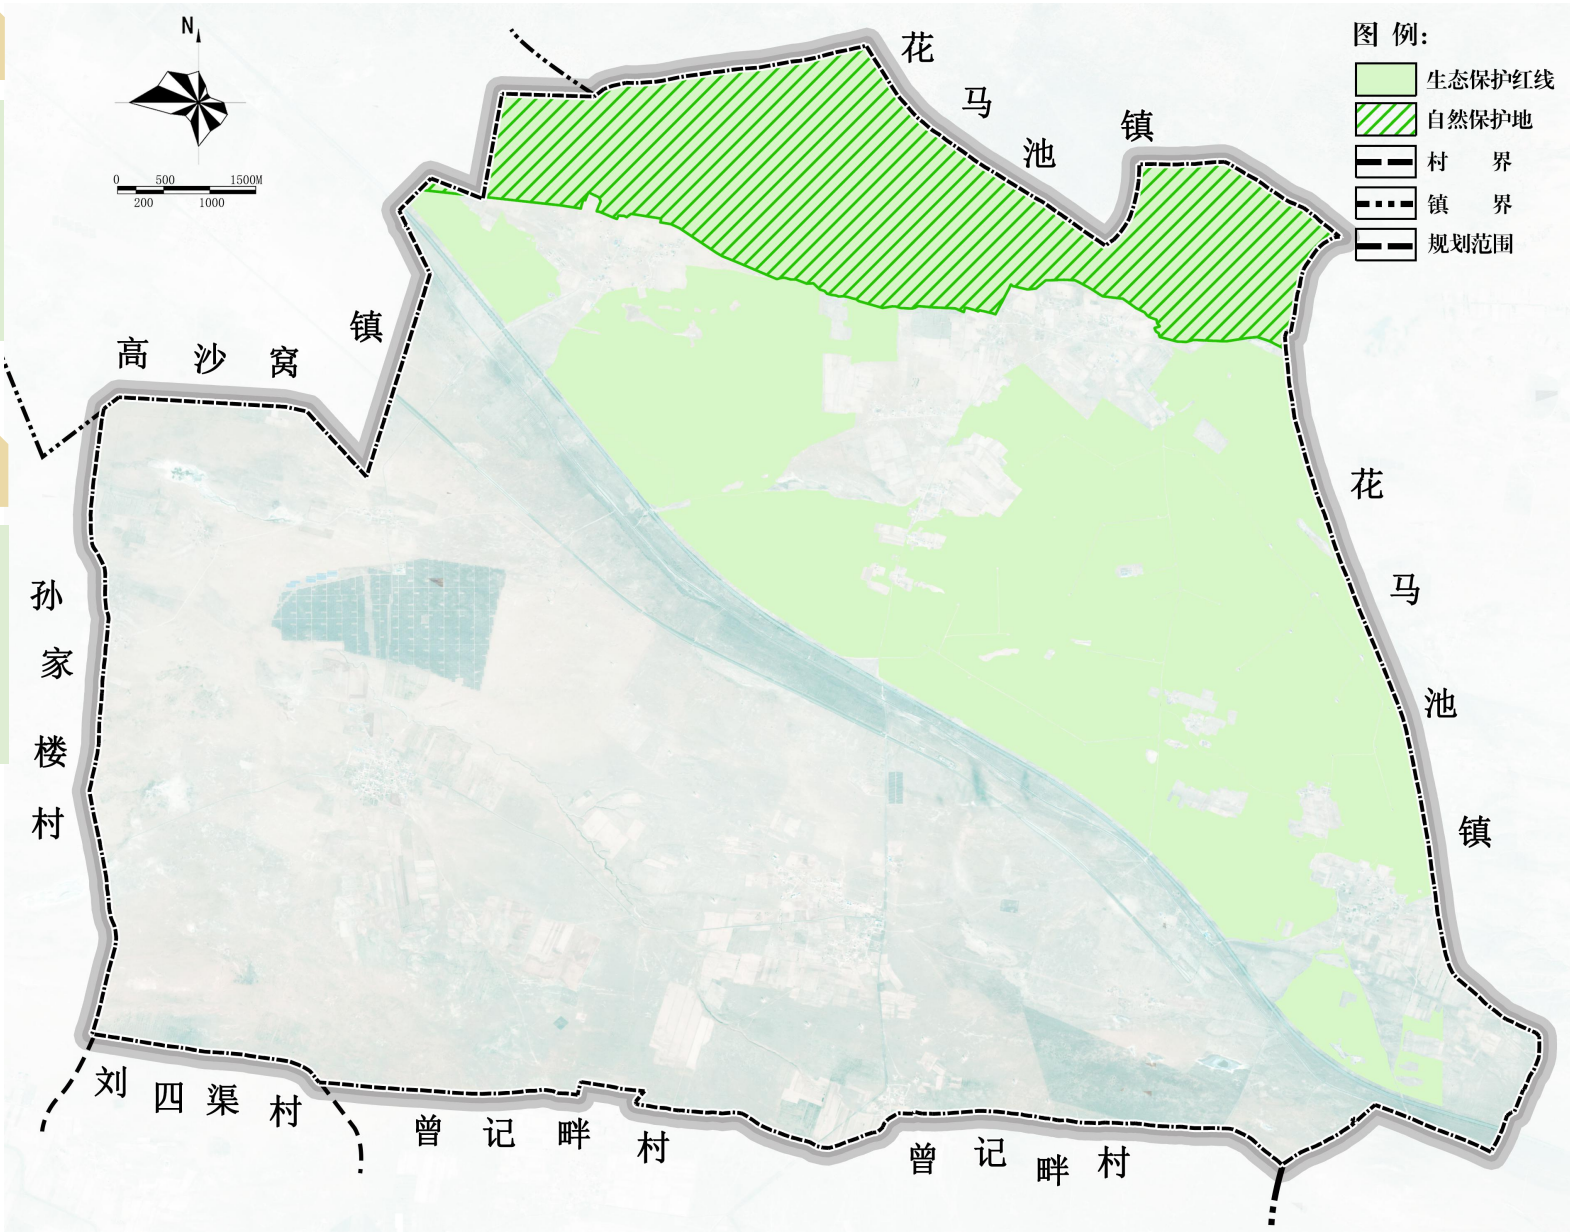 N
0 500 1500M
200 1000
图 例:
生态保护红线
自然保护地
村 界
镇 界
规划范围
花马池镇
高沙窝镇
花马池镇
孙家楼村
刘四渠村
曾记畔村
曾记畔村